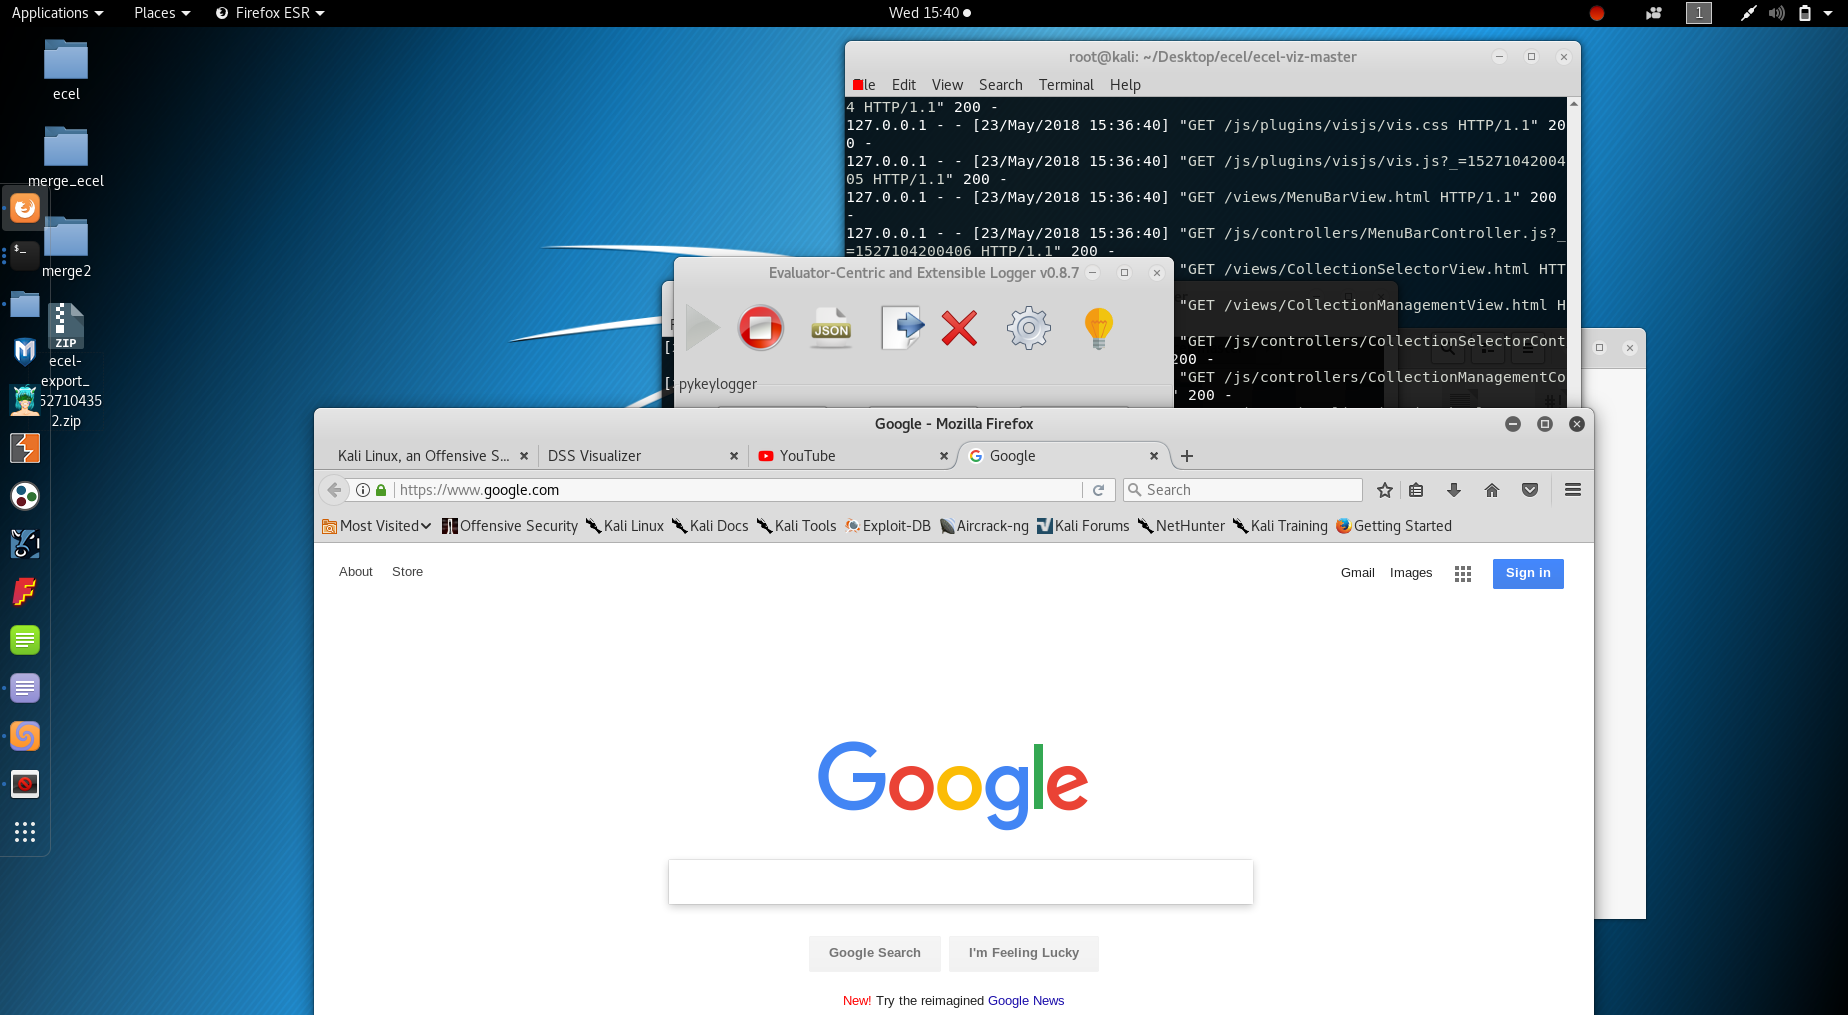 Applications Places Firefox ESR Wed 15:40 1
ecel
merge_ecel
merge2
ZIP
ecel-
export_
52710435
2.zip
root@kali: ~/Desktop/ecel/ecel-viz-master
le Edit View Search Terminal Help
4 HTTP/1.1" 200 -
127.0.0.1 - - [23/May/2018 15:36:40] "GET /js/plugins/visjs/vis.css HTTP/1.1" 20
0 -
127.0.0.1 - - [23/May/2018 15:36:40] "GET /js/plugins/visjs/vis.js?_=15271042004
05 HTTP/1.1" 200 -
127.0.0.1 - - [23/May/2018 15:36:40] "GET /views/MenuBarView.html HTTP/1.1" 200
-
127.0.0.1 - - [23/May/2018 15:36:40] "GET /js/controllers/MenuBarController.js?_
=1527104200406 HTTP/1.1" 200 -
"GET /views/CollectionSelectorView.html HTT
"GET /views/CollectionManagementView.html H
"GET /js/controllers/CollectionSelectorCont
200 -
"GET /js/controllers/CollectionManagementCo
" 200 -
Evaluator-Centric and Extensible Logger v0.8.7
JSON
pykeylogger
Google - Mozilla Firefox
Kali Linux, an Offensive S... DSS Visualizer YouTube Google
https://www.google.com Search
Most Visited Offensive Security Kali Linux Kali Docs Kali Tools Exploit-DB Aircrack-ng Kali Forums NetHunter Kali Training Getting Started
About Store Gmail Images Sign in
Google
Google Search I'm Feeling Lucky
New! Try the reimagined Google News